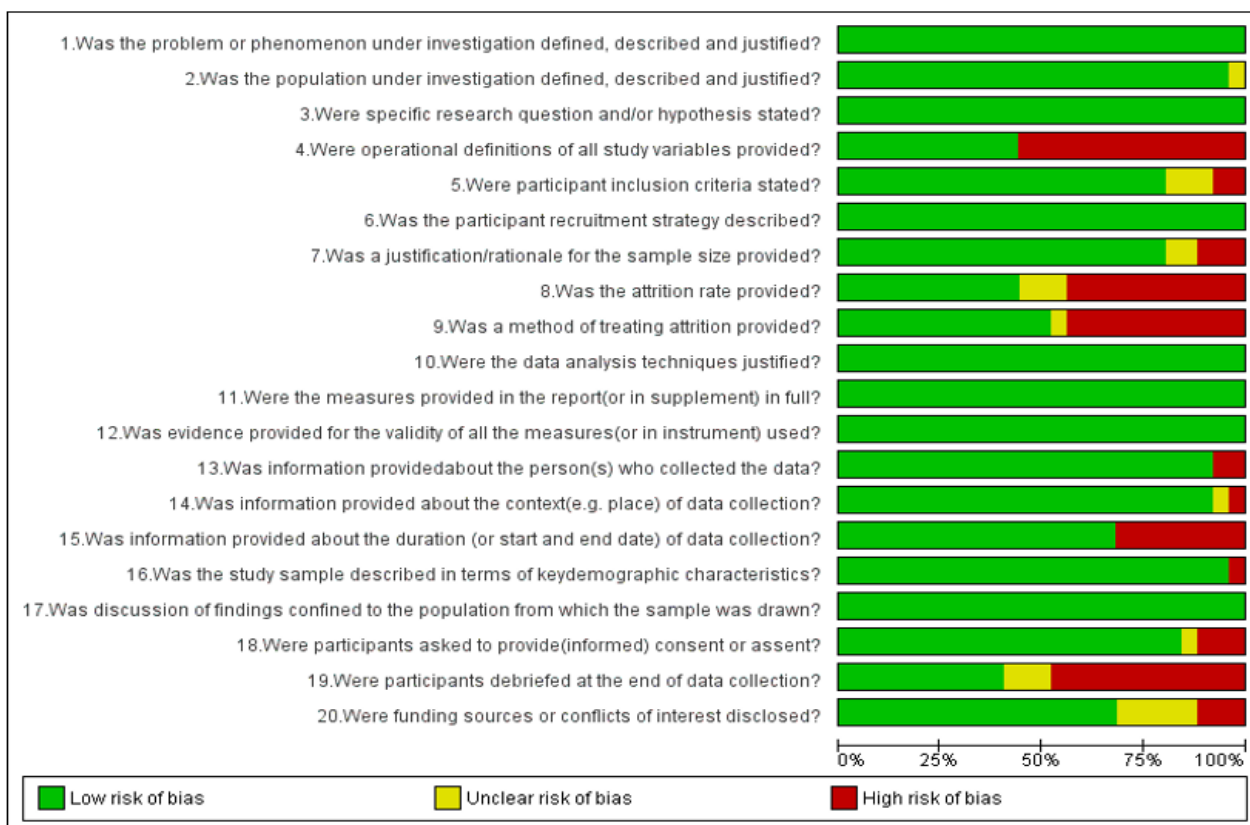 1.Was the problem or phenomenon under investigation defined, described and justified?
2.Was the population under investigation defined, described and justified?
3.Were specific research question and/or hypothesis stated?
4.Were operational definitions of all study variables provided?
5.Were participant inclusion criteria stated?
6.Was the participant recruitment strategy described?
7.Was a justification/rationale for the sample size provided?
8.Was the attrition rate provided?
9.Was a method of treating attrition provided?
10.Were the data analysis techniques justified?
11.Were the measures provided in the report(or in supplement) in full?
12.Was evidence provided for the validity of all the measures(or in instrument) used?
13.Was information providedabout the person(s) who collected the data?
14.Was information provided about the context(e.g. place) of data collection?
15.Was information provided about the duration (or start and end date) of data collection?
16.Was the study sample described in terms of keydemographic characteristics?
17.Was discussion of findings confined to the population from which the sample was drawn?
18.Were participants asked to provide(informed) consent or assent?
19.Were participants debriefed at the end of data collection?
20.Were funding sources or conflicts of interest disclosed?
0% 25% 50% 75% 100%
Low risk of bias Unclear risk of bias High risk of bias